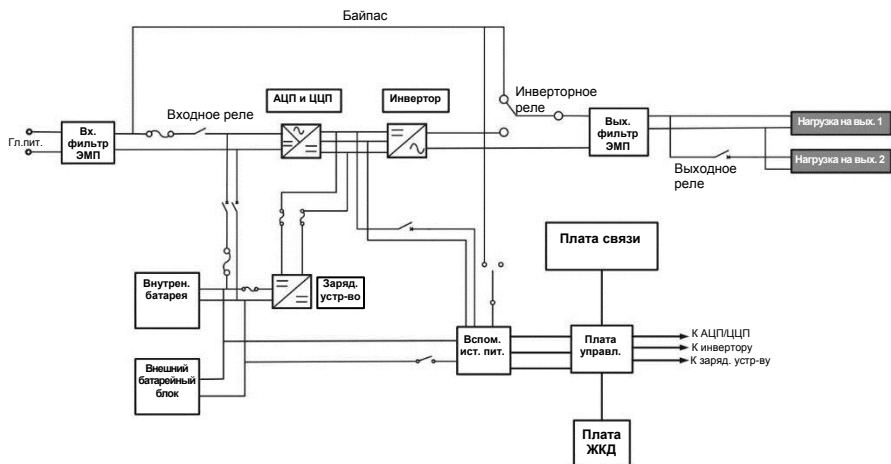 Байпас
АЦП и ЦЦП
Инвертор
Инверторное
реле
Входное реле
Гл.пит.
Вх.
фильтр
ЭМП
Вых.
фильтр
ЭМП
Нагрузка на вых. 1
Нагрузка на вых. 2
Выходное
реле
Плата связи
Внутрен.
батарея
Заряд.
устр-во
Вспом.
ист. пит.
Плата
управл.
К АЦП/ЦЦП
К инвертору
К заряд. устр-ву
Внешний
батарейный
блок
Плата
ЖКД